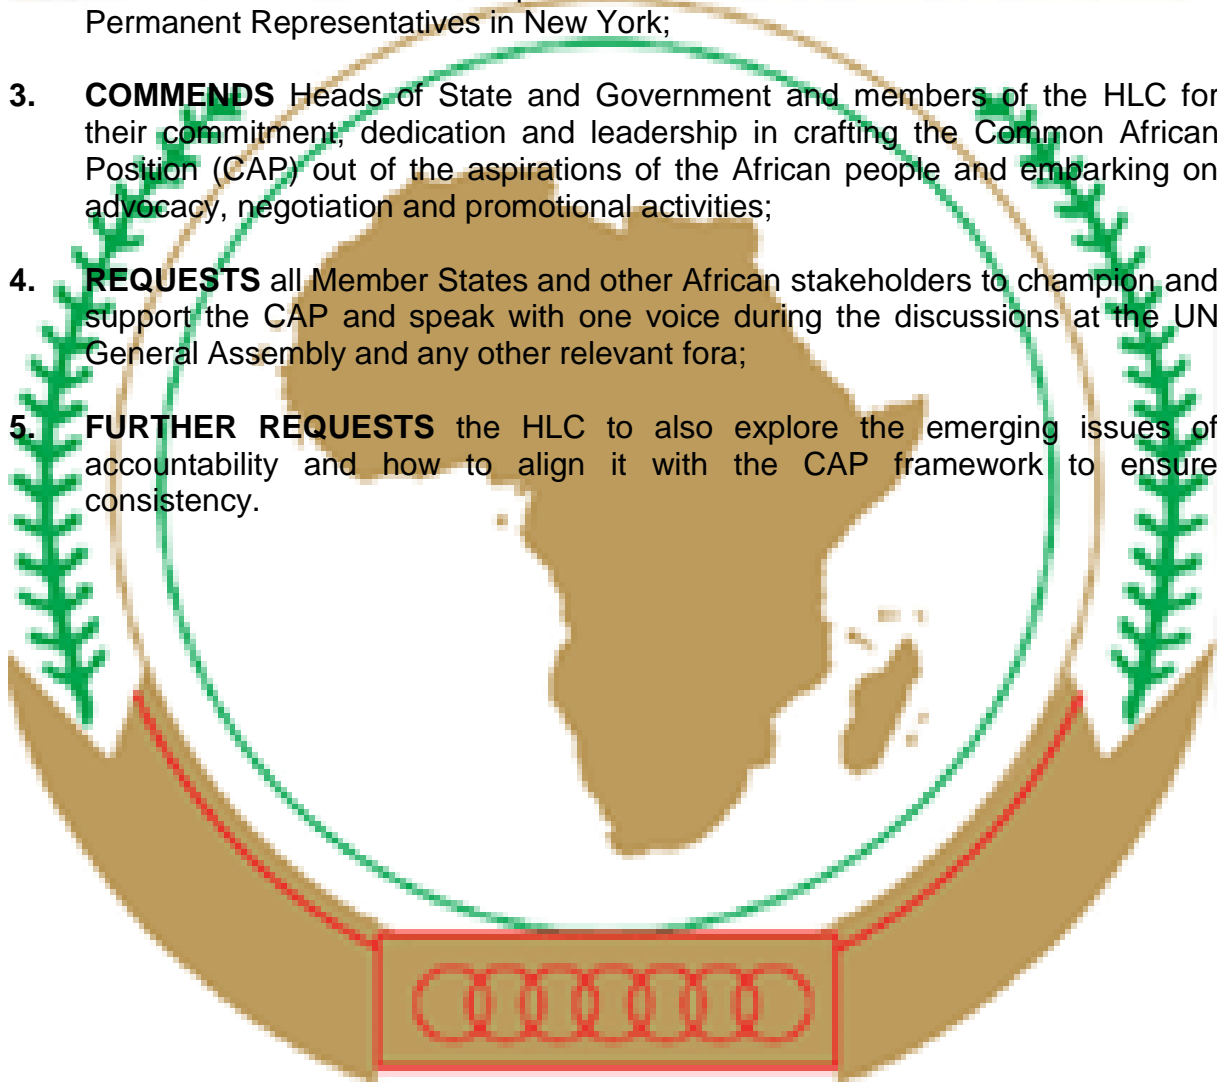 Permanent Representatives in New York;
3. COMMENDS Heads of State and Government and members of the HLC for
their commitment, dedication and leadership in crafting the Common African
Position (CAP) out of the aspirations of the African people and embarking on
advocacy, negotiation and promotional activities;
4. REQUESTS all Member States and other African stakeholders to champion and
support the CAP and speak with one voice during the discussions at the UN
General Assembly and any other relevant fora;
5. FURTHER REQUESTS the HLC to also explore the emerging issues of
accountability and how to align it with the CAP framework to ensure
consistency.